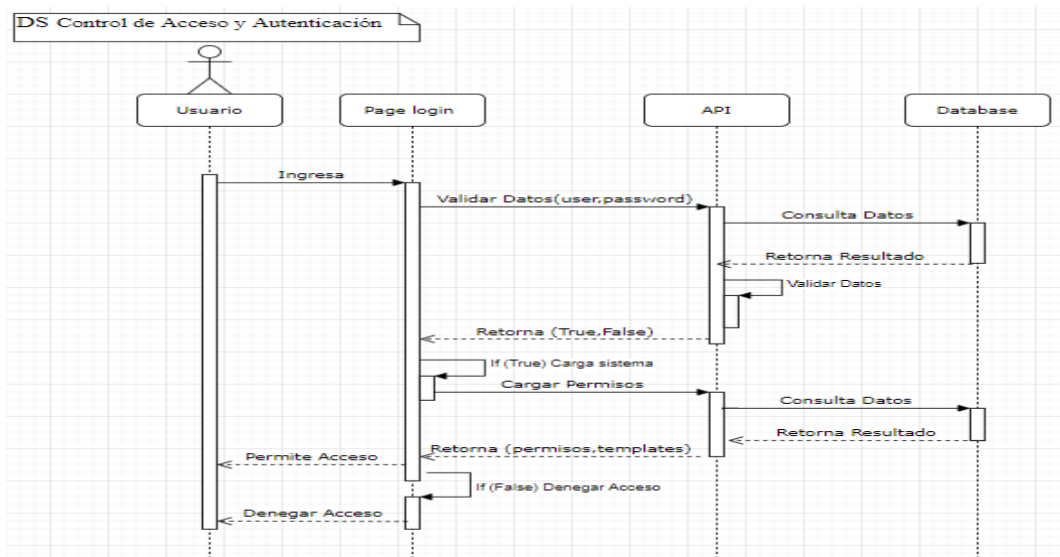 DS Control de Acceso y Autenticación
Usuario
Page login
API
Database
Ingresa
Validar Datos(user,password)
Consulta Datos
Retorna Resultado
Validar Datos
Retorna (True,False)
If (True) Carga sistema
Cargar Permisos
Consulta Datos
Retorna Resultado
Retorna (permisos,templates)
Permite Acceso
If (False) Denegar Acceso
Denegar Acceso